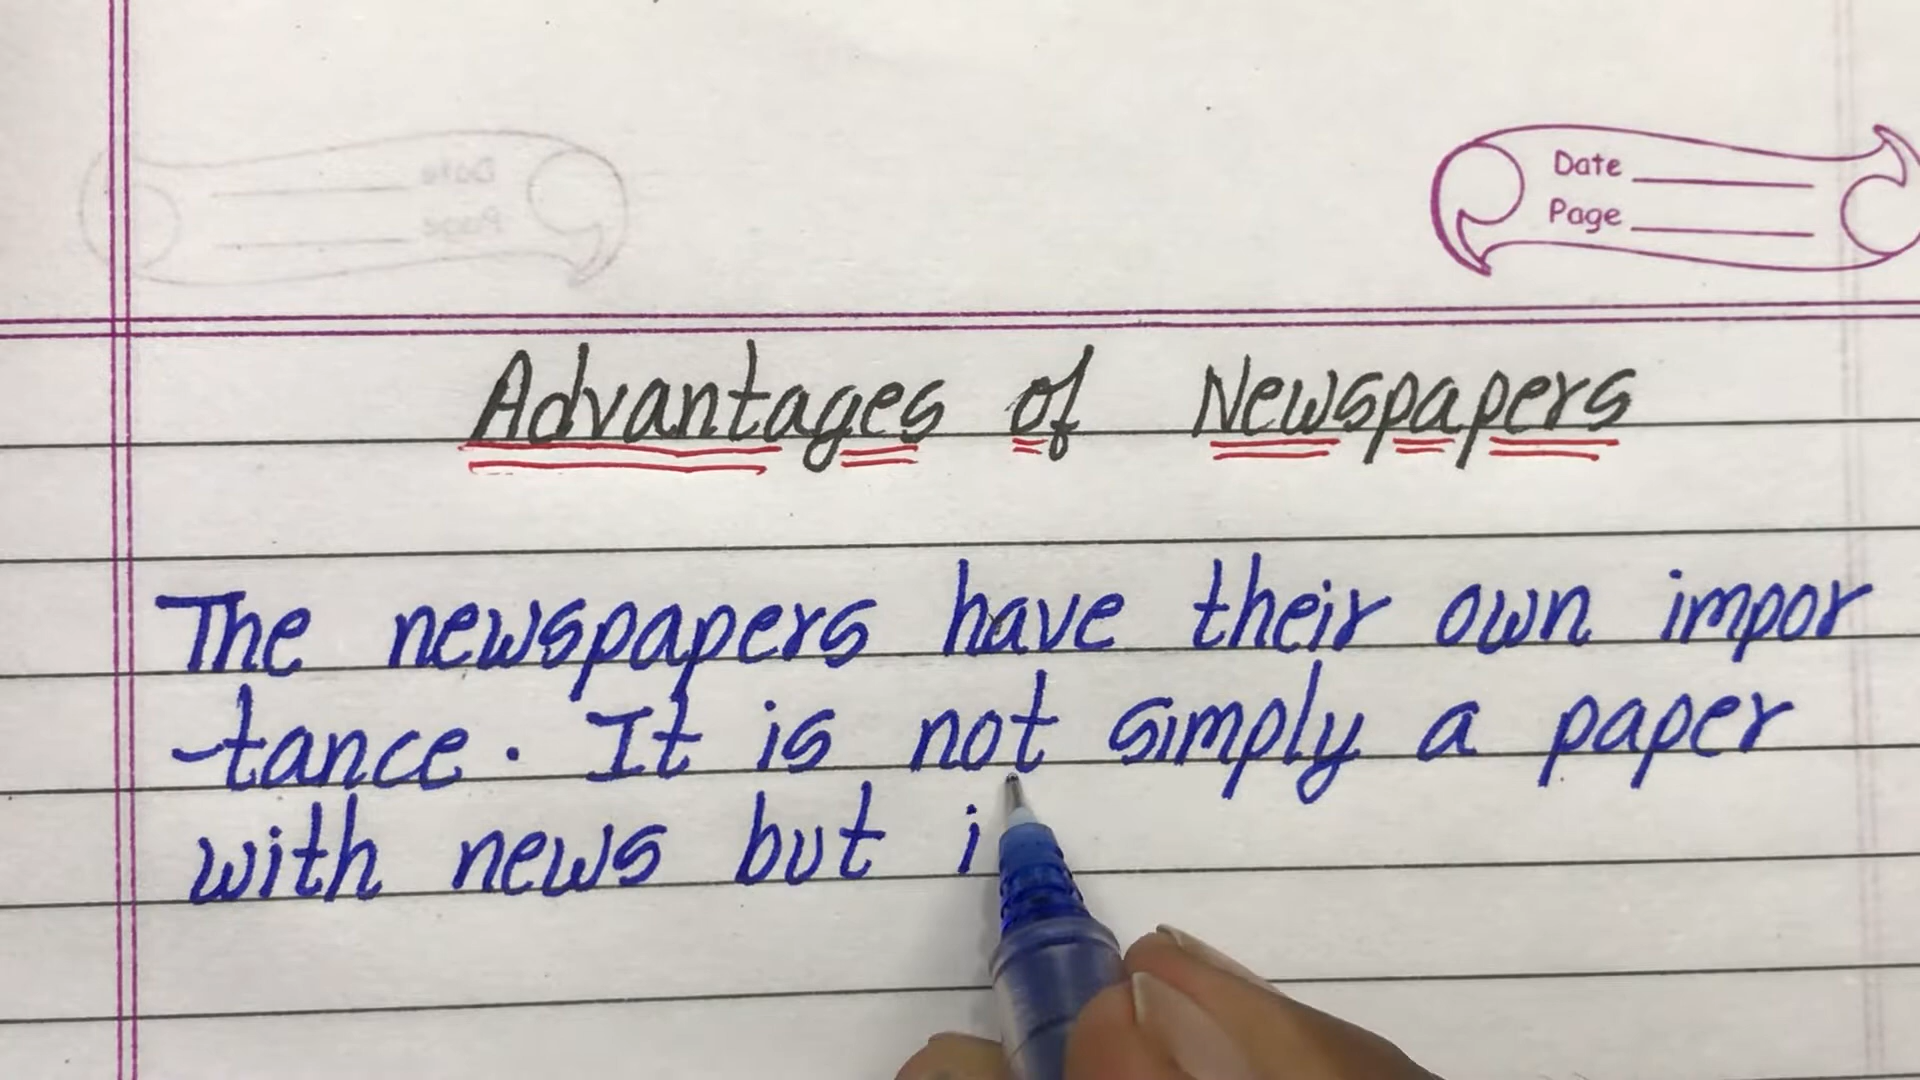 Date
Page
Advantages of Newspapers
The newspapers have their own impor
-tance. It is not simply a paper
with news but i